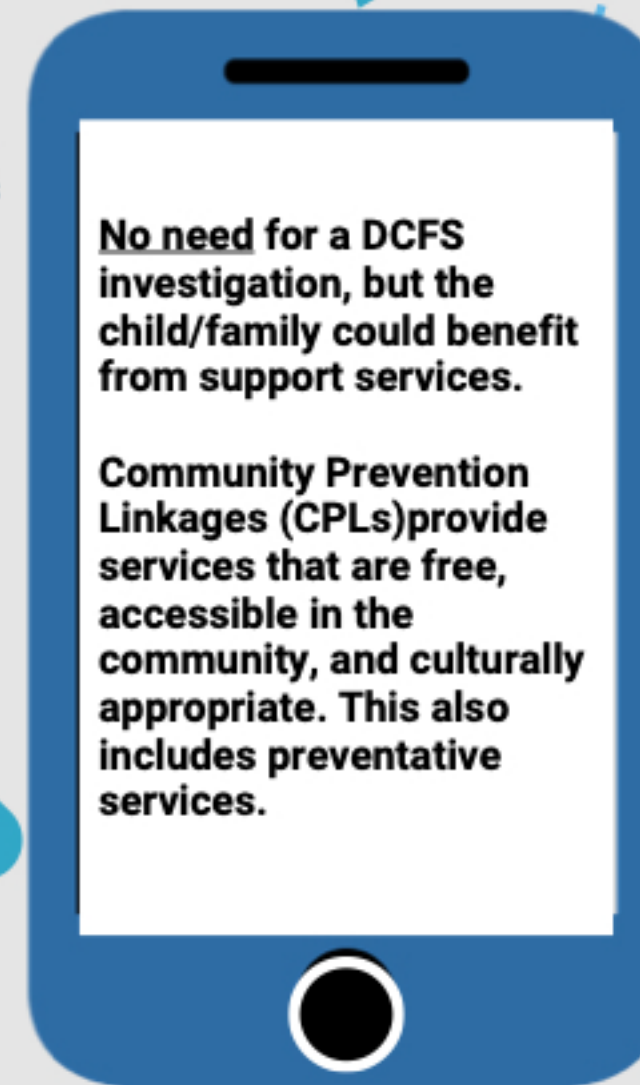 No need for a DCFS
investigation, but the
child/family could benefit
from support services.
Community Prevention
Linkages (CPLs)provide
services that are free,
accessible in the
community, and culturally
appropriate. This also
includes preventative
services.